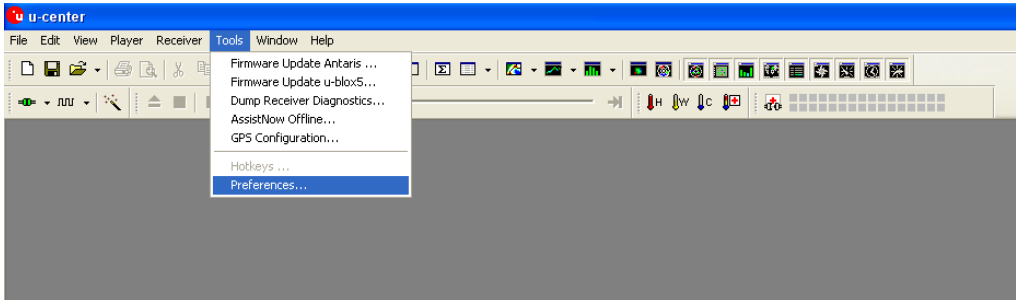 u u-center
File Edit View Player Receiver Tools Window Help
Firmware Update Antaris ...
Firmware Update u-blox5...
Dump Receiver Diagnostics...
AssistNow Offline...
GPS Configuration...
Hotkeys ...
Preferences...
H W C